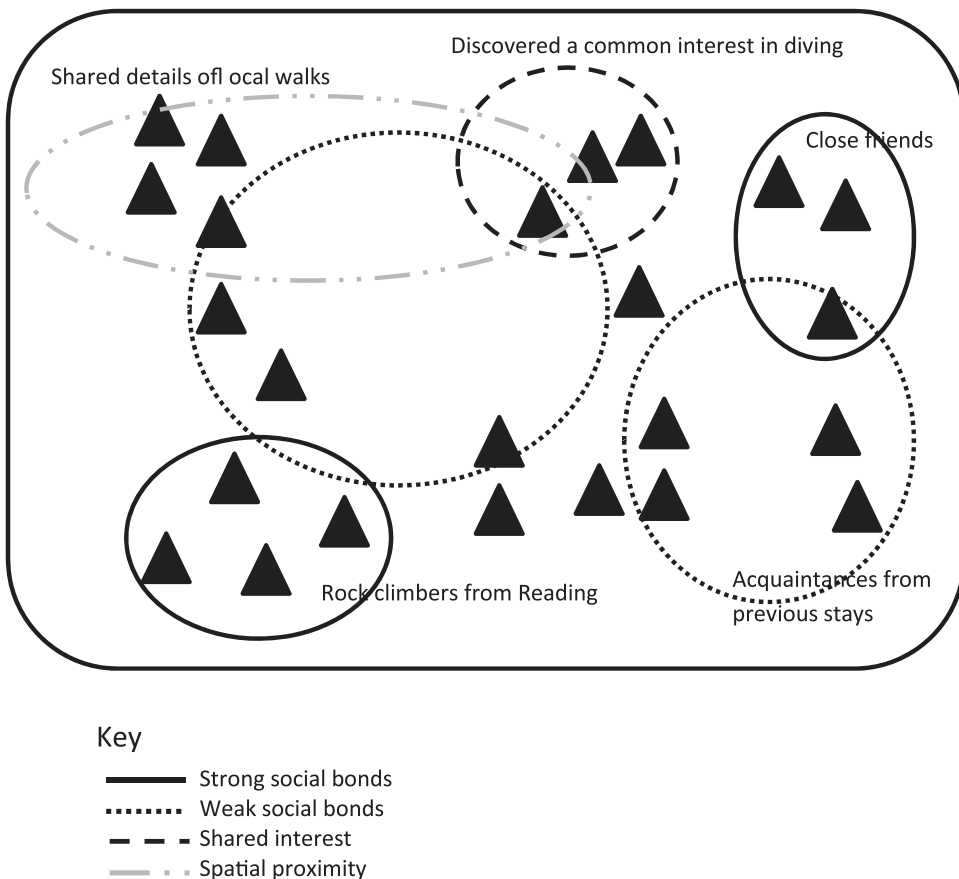 Discovered a common interest in diving
Shared details ofl ocal walks
Close friends
Rock climbers from Reading
Acquaintances from
previous stays
Key
Strong social bonds
Weak social bonds
Shared interest
Spatial proximity